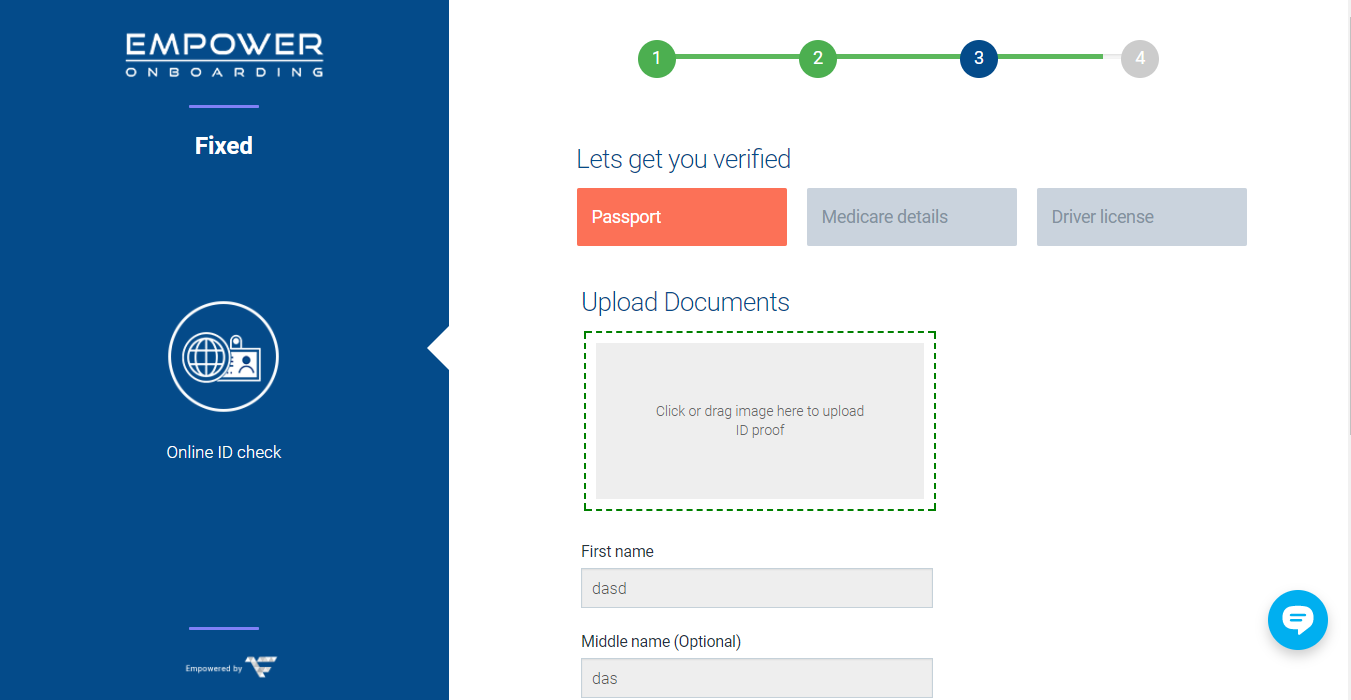 EMPOWER
ONBOARDING
Fixed
Online ID check
Empowered by
1 2 3 4
Lets get you verified
Passport Medicare details Driver license
Upload Documents
Click or drag image here to upload
ID proof
First name
dasd
Middle name (Optional)
das